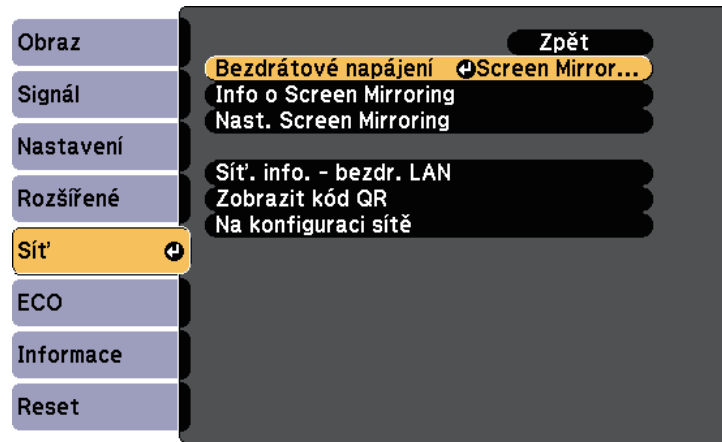 Obraz
Signál
Nastavení
Rozšířené
Síť
ECO
Informace
Reset
Zpět
Bezdrátové napájení Screen Mirror...
Info o Screen Mirroring
Nast. Screen Mirroring
Síť. info. - bezdr. LAN
Zobrazit kód QR
Na konfiguraci sítě